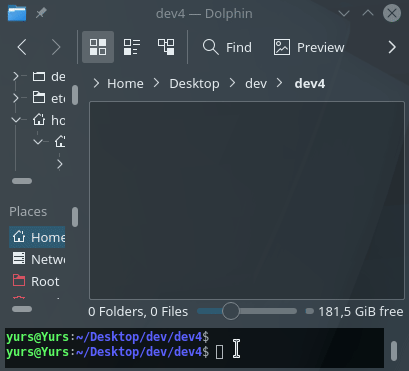 dev4 — Dolphin
Find Preview
Home Desktop dev dev4
de
etc
ho
Places
Home
Netw
Root
0 Folders, 0 Files 181,5 GiB free
yurs@Yurs:~/Desktop/dev/dev4$
yurs@Yurs:~/Desktop/dev/dev4$